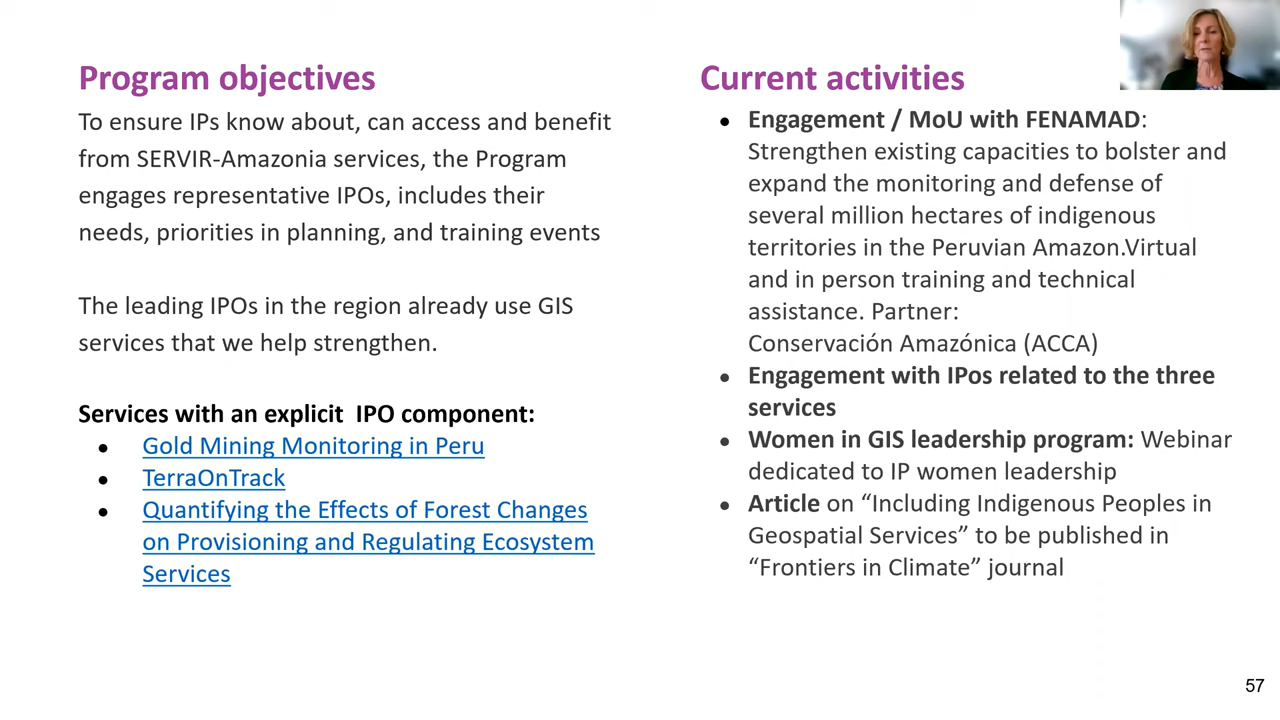 Program objectives
To ensure IPs know about, can access and benefit
from SERVIR-Amazonia services, the Program
engages representative IPOs, includes their
needs, priorities in planning, and training events
The leading IPOs in the region already use GIS
services that we help strengthen.
Services with an explicit IPO component:
● Gold Mining Monitoring in Peru
● TerraOnTrack
● Quantifying the Effects of Forest Changes
on Provisioning and Regulating Ecosystem
Services
Current activities
● Engagement / MoU with FENAMAD:
Strengthen existing capacities to bolster and
expand the monitoring and defense of
several million hectares of indigenous
territories in the Peruvian Amazon.Virtual
and in person training and technical
assistance. Partner:
Conservación Amazónica (ACCA)
● Engagement with IPos related to the three
services
● Women in GIS leadership program: Webinar
dedicated to IP women leadership
● Article on “Including Indigenous Peoples in
Geospatial Services” to be published in
“Frontiers in Climate” journal
57